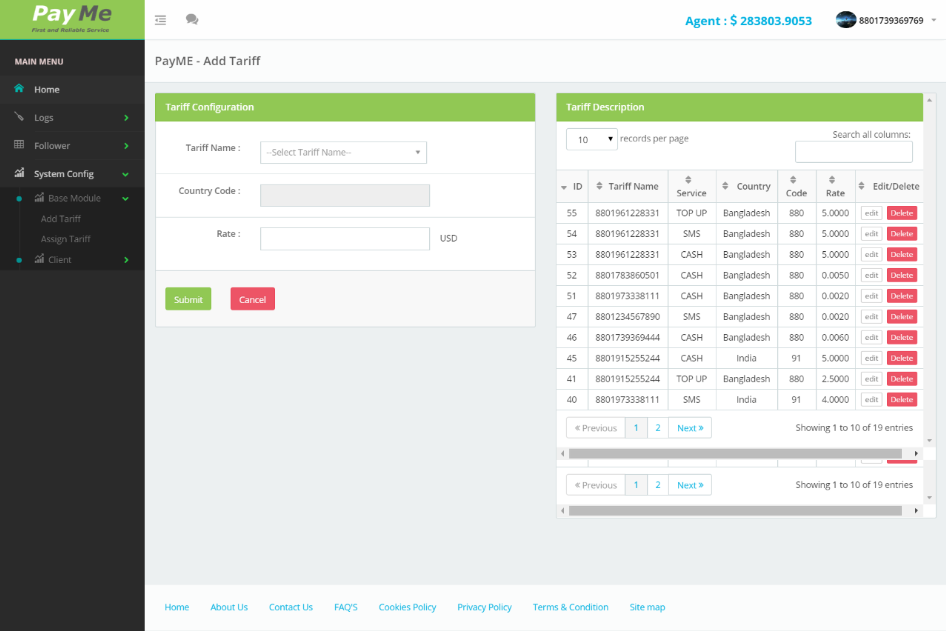 Pay Me
First and Reliable Service
Agent : $ 283803.9053
8801739369769
MAIN MENU
Home
Logs
Follower
System Config
Base Module
Add Tariff
Assign Tariff
Client
PayME - Add Tariff
Tariff Configuration
Tariff Name :
--Select Tariff Name--
Country Code :
Rate :
USD
Submit
Cancel
Tariff Description
10
records per page
Search all columns:
ID Tariff Name Service Country Code Rate Edit/Delete
55 8801961228331 TOP UP Bangladesh 880 5.0000 edit Delete
54 8801961228331 SMS Bangladesh 880 5.0000 edit Delete
53 8801961228331 CASH Bangladesh 880 5.0000 edit Delete
52 8801783860501 CASH Bangladesh 880 0.0050 edit Delete
51 8801973338111 CASH Bangladesh 880 0.0020 edit Delete
47 8801234567890 SMS Bangladesh 880 0.0020 edit Delete
46 8801739369444 CASH Bangladesh 880 0.0060 edit Delete
45 8801915255244 CASH India 91 5.0000 edit Delete
41 8801915255244 TOP UP Bangladesh 880 2.5000 edit Delete
40 8801973338111 SMS India 91 4.0000 edit Delete
« Previous 1 2 Next » Showing 1 to 10 of 19 entries
« Previous 1 2 Next » Showing 1 to 10 of 19 entries
Home About Us Contact Us FAQ'S Cookies Policy Privacy Policy Terms & Condition Site map